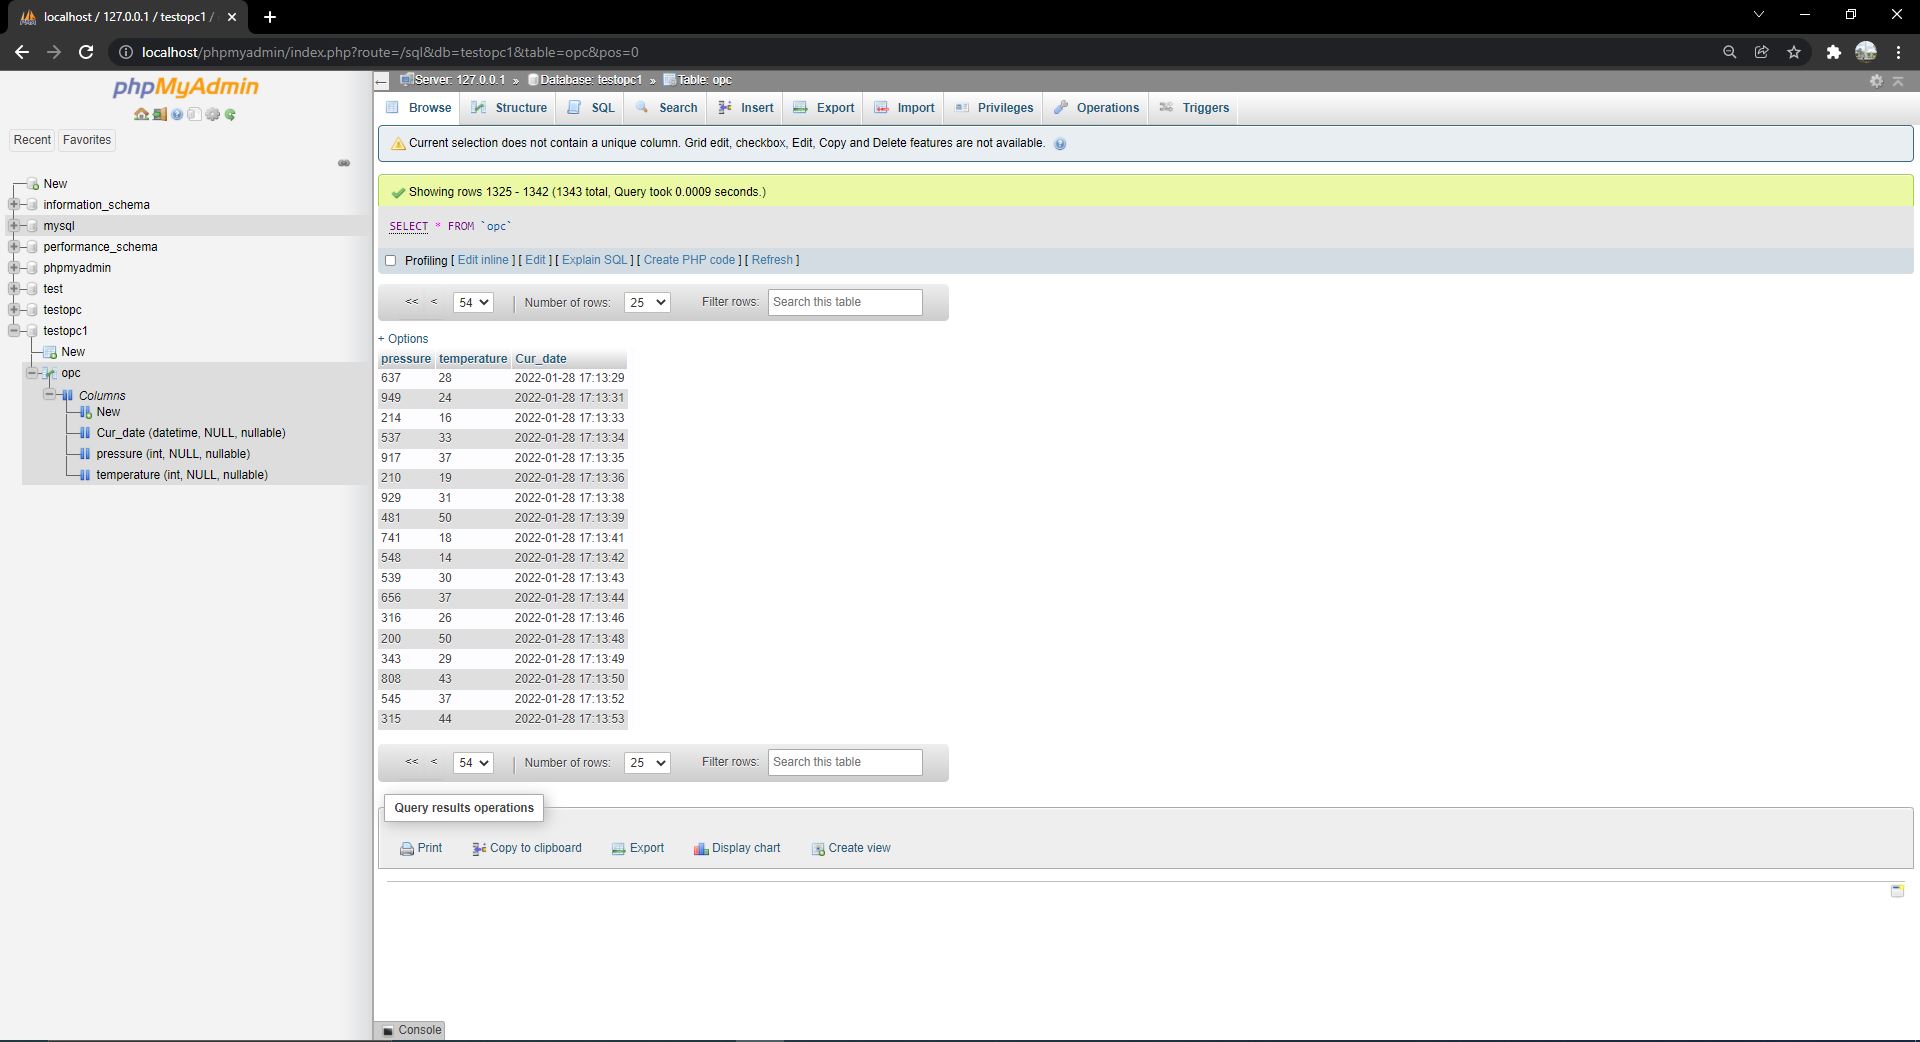 localhost / 127.0.0.1 / testopc1 /
localhost/phpmyadmin/index.php?route=/sql&db=testopc1&table=opc&pos=0
phpMyAdmin
Recent Favorites
New
information_schema
mysql
performance_schema
phpmyadmin
test
testopc
testopc1
New
opc
Columns
New
Cur_date (datetime, NULL, nullable)
pressure (int, NULL, nullable)
temperature (int, NULL, nullable)
Server: 127.0.0.1 » Database: testopc1 » Table: opc
Browse Structure SQL Search Insert Export Import Privileges Operations Triggers
Current selection does not contain a unique column. Grid edit, checkbox, Edit, Copy and Delete features are not available.
Showing rows 1325 - 1342 (1343 total, Query took 0.0009 seconds.)
SELECT * FROM `opc`
Profiling [ Edit inline ] [ Edit ] [ Explain SQL ] [ Create PHP code ] [ Refresh ]
<< < 54 | Number of rows: 25 Filter rows: Search this table
+ Options
pressure temperature Cur_date
637 28 2022-01-28 17:13:29
949 24 2022-01-28 17:13:31
214 16 2022-01-28 17:13:33
537 33 2022-01-28 17:13:34
917 37 2022-01-28 17:13:35
210 19 2022-01-28 17:13:36
929 31 2022-01-28 17:13:38
481 50 2022-01-28 17:13:39
741 18 2022-01-28 17:13:41
548 14 2022-01-28 17:13:42
539 30 2022-01-28 17:13:43
656 37 2022-01-28 17:13:44
316 26 2022-01-28 17:13:46
200 50 2022-01-28 17:13:48
343 29 2022-01-28 17:13:49
808 43 2022-01-28 17:13:50
545 37 2022-01-28 17:13:52
315 44 2022-01-28 17:13:53
<< < 54 | Number of rows: 25 Filter rows: Search this table
Query results operations
Print Copy to clipboard Export Display chart Create view
Console